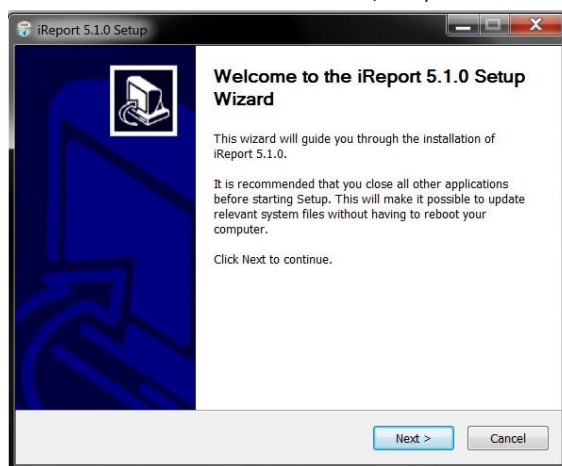 iReport 5.1.0 Setup
Welcome to the iReport 5.1.0 Setup
Wizard
This wizard will guide you through the installation of
iReport 5.1.0.
It is recommended that you close all other applications
before starting Setup. This will make it possible to update
relevant system files without having to reboot your
computer.
Click Next to continue.
Next >
Cancel